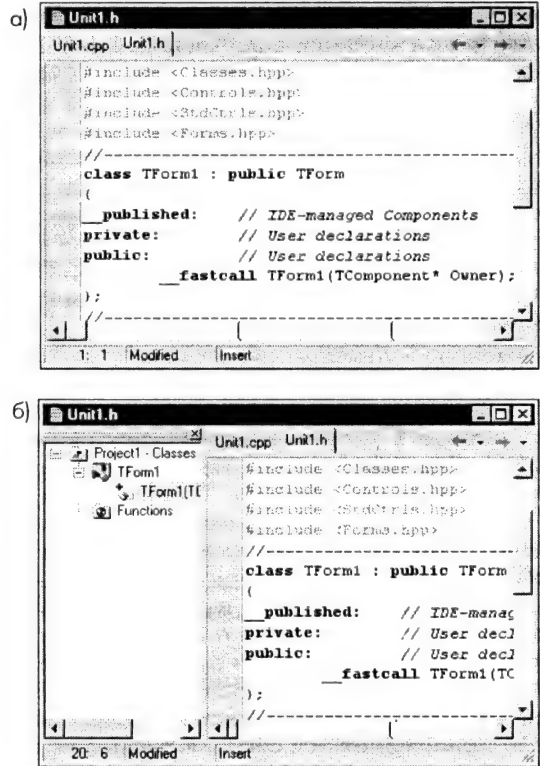 а)
Unit1.h
Unit1.cpp Unit1.h
#include <Classes.hpp>
#include <Controls.hpp>
#include <StdCtrls.hpp>
#include <Forms.hpp>
//---------------------------------------
class TForm1 : public TForm
{
__published: // IDE-managed Components
private: // User declarations
public: // User declarations
__fastcall TForm1(TComponent* Owner);
};
//---------------------------------------
1: 1 Modified Insert
б)
Unit1.h
Project1 - Classes
TForm1
TForm1(TC
Functions
Unit1.cpp Unit1.h
#include <Classes.hpp>
#include <Controls.hpp>
#include <StdCtrls.hpp>
#include <Forms.hpp>
//------------------------
class TForm1 : public TForm
{
__published: // IDE-manag
private: // User decl
public: // User decl
__fastcall TForm1(TC
};
//------------------------
20: 6 Modified Insert